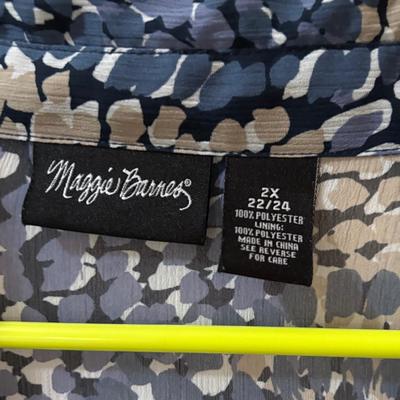 Maggie Barnes®
2X
22/24
100% POLYESTER
LINING:
100% POLYESTER
MADE IN CHINA
SEE REVERSE
FOR CARE